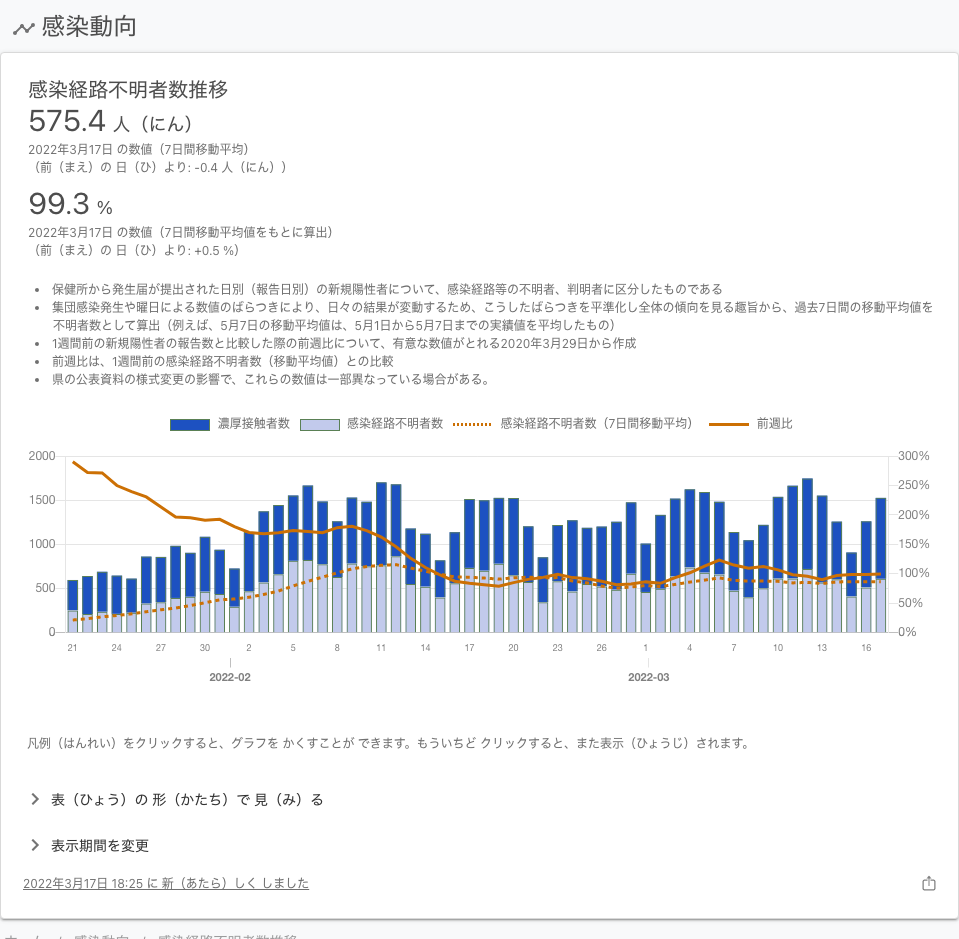 感染動向
感染経路不明者数推移
575.4 人（にん）
2022年3月17日 の数値（7日間移動平均）
（前（まえ）の 日（ひ）より: -0.4 人（にん））
99.3 %
2022年3月17日 の数値（7日間移動平均値をもとに算出）
（前（まえ）の 日（ひ）より: +0.5 %）
• 保健所から発生届が提出された日別（報告日別）の新規陽性者について、感染経路等の不明者、判明者に区分したものである
• 集団感染発生や曜日による数値のばらつきにより、日々の結果が変動するため、こうしたばらつきを平準化し全体の傾向を見る趣旨から、過去7日間の移動平均値を
不明者数として算出（例えば、5月7日の移動平均値は、5月1日から5月7日までの実績値を平均したもの）
• 1週間前の新規陽性者の報告数と比較した際の前週比について、有意な数値がとれる2020年3月29日から作成
• 前週比は、1週間前の感染経路不明者数（移動平均値）との比較
• 県の公表資料の様式変更の影響で、これらの数値は一部異なっている場合がある。
濃厚接触者数 感染経路不明者数 感染経路不明者数（7日間移動平均） 前週比
2000 300%
250%
1500 200%
1000 150%
100%
500 50%
0 0%
21 24 27 30 2 5 8 11 14 17 20 23 26 1 4 7 10 13 16
2022-02 2022-03
凡例（はんれい）をクリックすると、グラフを かくすことが できます。もういちど クリックすると、また表示（ひょうじ）されます。
表（ひょう）の 形（かたち）で 見（み）る
表示期間を変更
2022年3月17日 18:25 に 新（あたら）しく しました